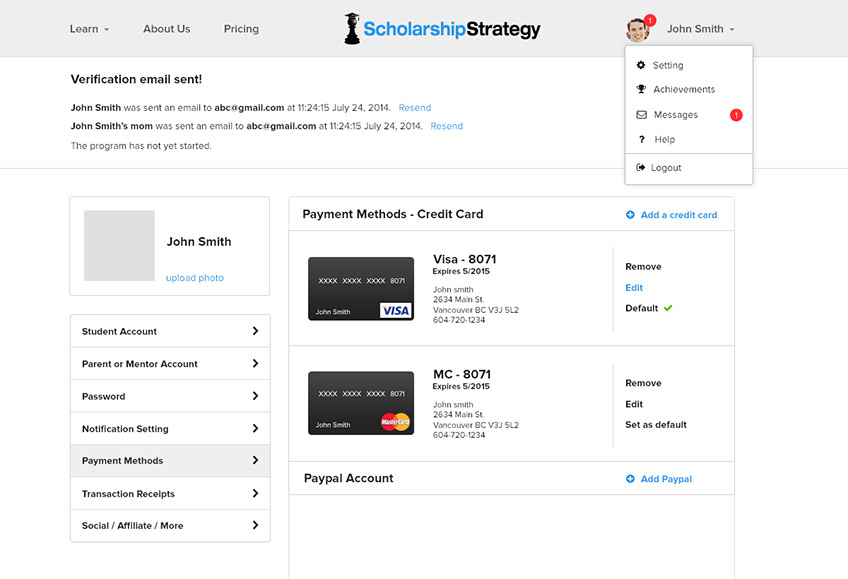 Learn
About Us
Pricing
ScholarshipStrategy
1
John Smith
Setting
Achievements
Messages
1
? Help
Logout
Verification email sent!
John Smith was sent an email to abc@gmail.com at 11:24:15 July 24, 2014. Resend
John Smith's mom was sent an email to abc@gmail.com at 11:24:15 July 24, 2014. Resend
The program has not yet started.
John Smith
upload photo
Student Account
Parent or Mentor Account
Password
Notification Setting
Payment Methods
Transaction Receipts
Social / Affiliate / More
Payment Methods - Credit Card
Add a credit card
XXXX XXXX XXXX 8071
John Smith
VISA
Visa - 8071
Expires 5/2015
John smith
2634 Main St.
Vancouver BC V3J 5L2
604-720-1234
Remove
Edit
Default
XXXX XXXX XXXX 8071
John Smith
MasterCard
MC - 8071
Expires 5/2015
John smith
2634 Main St.
Vancouver BC V3J 5L2
604-720-1234
Remove
Edit
Set as default
Paypal Account
Add Paypal